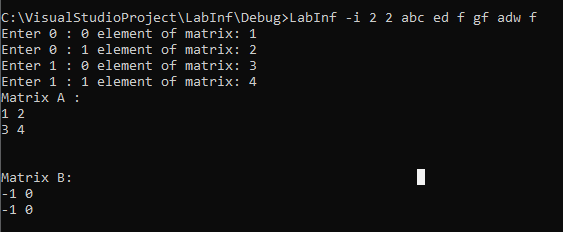 C:\VisualStudioProject\LabInf\Debug>LabInf -i 2 2 abc ed f gf adw f
Enter 0 : 0 element of matrix: 1
Enter 0 : 1 element of matrix: 2
Enter 1 : 0 element of matrix: 3
Enter 1 : 1 element of matrix: 4
Matrix A :
1 2
3 4
Matrix B:
-1 0
-1 0